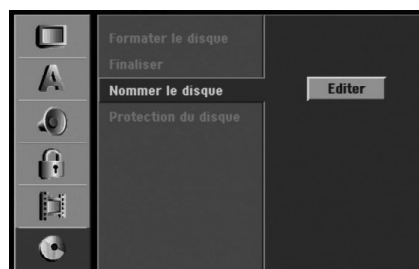 Formater le disque
Finaliser
Nommer le disque
Editer
Protection du disque